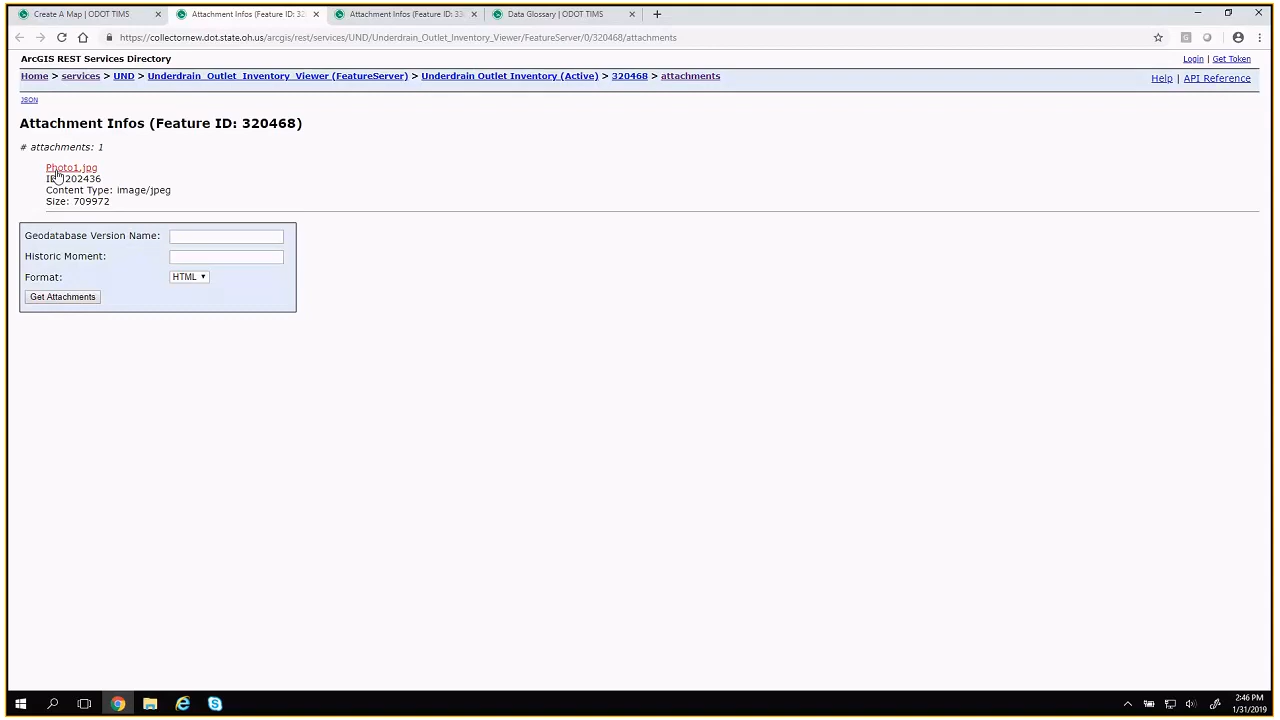 Create A Map | ODOT TIMS
Attachment Infos (Feature ID: 32
Attachment Infos (Feature ID: 33
Data Glossary | ODOT TIMS
https://collectornew.dot.state.oh.us/arcgis/rest/services/UND/Underdrain_Outlet_Inventory_Viewer/FeatureServer/0/320468/attachments
ArcGIS REST Services Directory
Login | Get Token
Home > services > UND > Underdrain_Outlet_Inventory_Viewer (FeatureServer) > Underdrain Outlet Inventory (Active) > 320468 > attachments
Help | API Reference
JSON
Attachment Infos (Feature ID: 320468)
# attachments: 1
Photo1.jpg
202436
Content Type: image/jpeg
Size: 709972
Geodatabase Version Name:
Historic Moment:
Format: HTML
Get Attachments
2:46 PM
1/31/2019